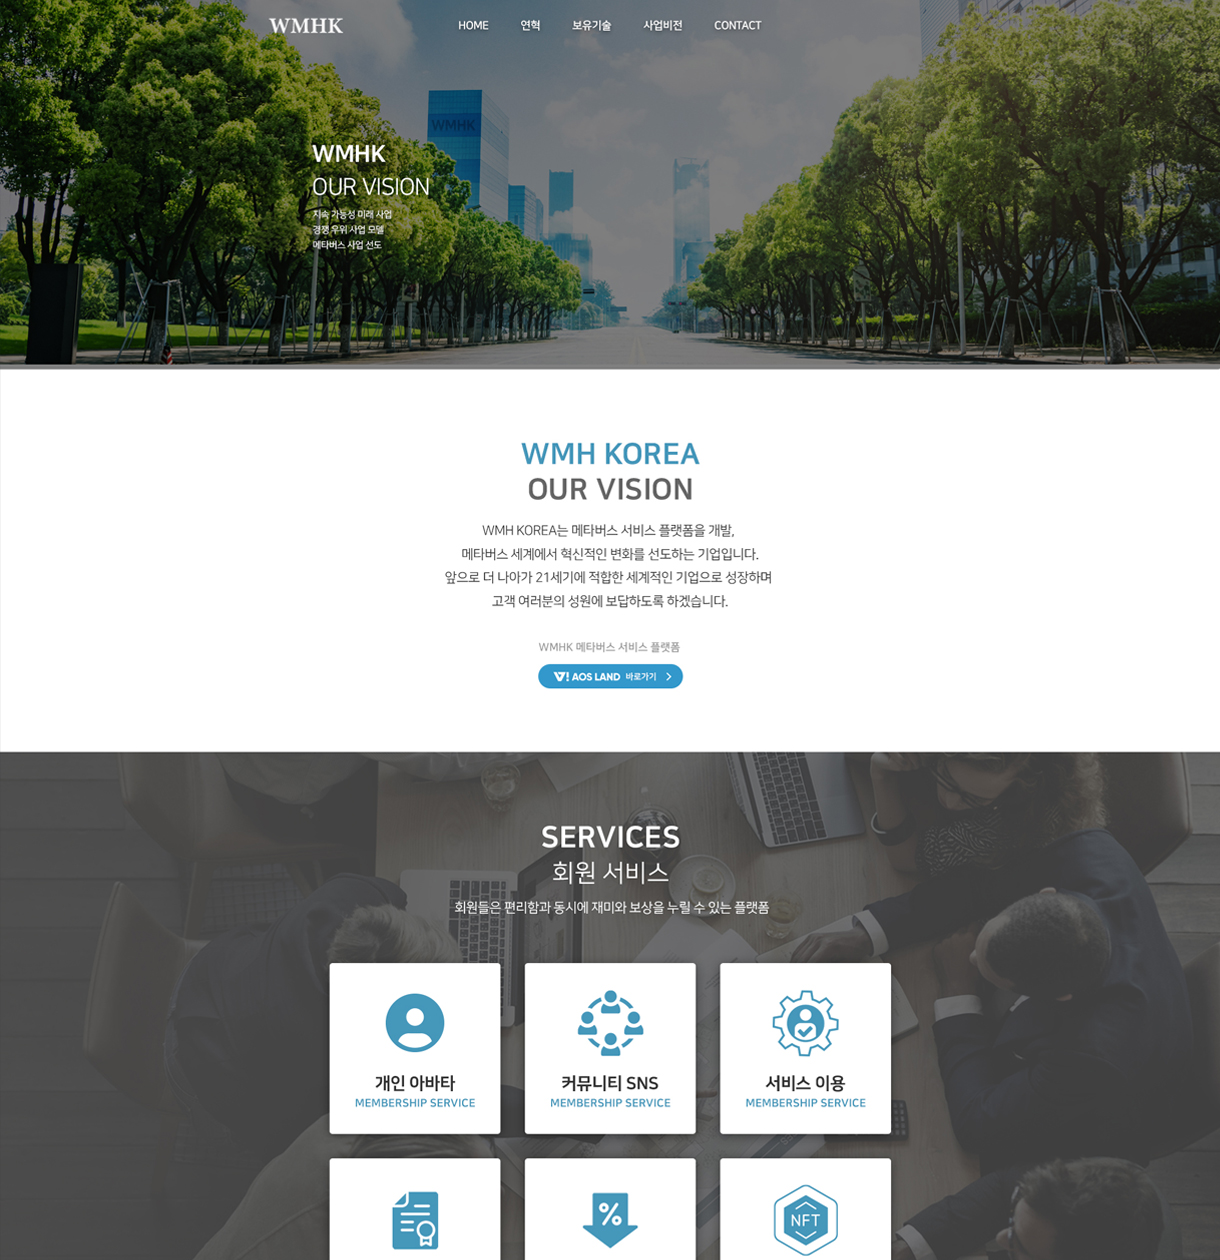 WMHK
HOME 연혁 보유기술 사업비전 CONTACT
WMHK
WMHK
OUR VISION
지속 가능성 미래 사업
경쟁 우위 사업 모델
메타버스 사업 선도
WMH KOREA
OUR VISION
WMH KOREA는 메타버스 서비스 플랫폼을 개발,
메타버스 세계에서 혁신적인 변화를 선도하는 기업입니다.
앞으로 더 나아가 21세기에 적합한 세계적인 기업으로 성장하며
고객 여러분의 성원에 보답하도록 하겠습니다.
WMHK 메타버스 서비스 플랫폼
AOS LAND 바로가기
SERVICES
회원 서비스
회원들은 편리함과 동시에 재미와 보상을 누릴 수 있는 플랫폼
개인 아바타
MEMBERSHIP SERVICE
커뮤니티 SNS
MEMBERSHIP SERVICE
서비스 이용
MEMBERSHIP SERVICE
%
NFT